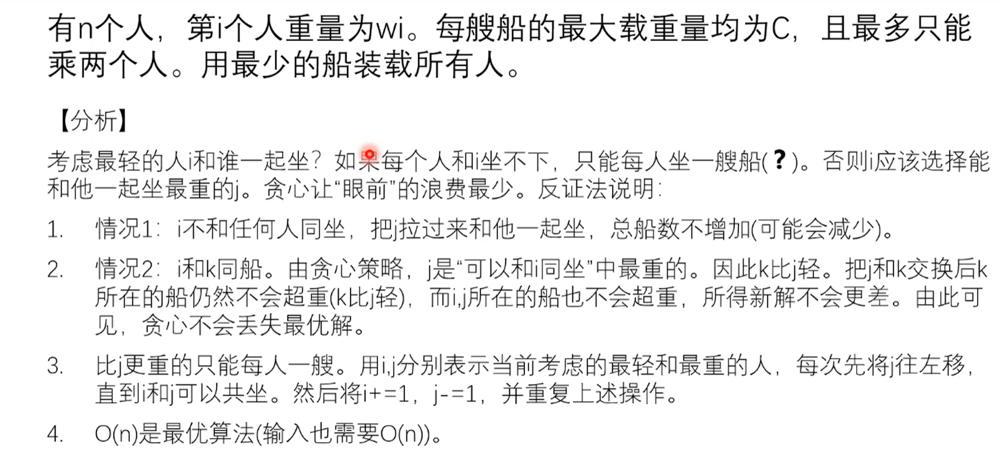 有n个人，第i个人重量为wi。每艘船的最大载重量均为C，且最多只能
乘两个人。用最少的船装载所有人。
【分析】
考虑最轻的人i和谁一起坐？如果每个人和i坐不下，只能每人坐一艘船(？)。否则i应该选择能
和他一起坐最重的j。贪心让“眼前”的浪费最少。反证法说明：
1. 情况1：i不和任何人同坐，把j拉过来和他一起坐，总船数不增加(可能会减少)。
2. 情况2：i和k同船。由贪心策略，j是“可以和i同坐”中最重的。因此k比j轻。把j和k交换后k
所在的船仍然不会超重(k比j轻)，而i,j所在的船也不会超重，所得新解不会更差。由此可
见，贪心不会丢失最优解。
3. 比j更重的只能每人一艘。用i,j分别表示当前考虑的最轻和最重的人，每次先将j往左移，
直到i和j可以共坐。然后将i+=1，j-=1，并重复上述操作。
4. O(n)是最优算法(输入也需要O(n))。